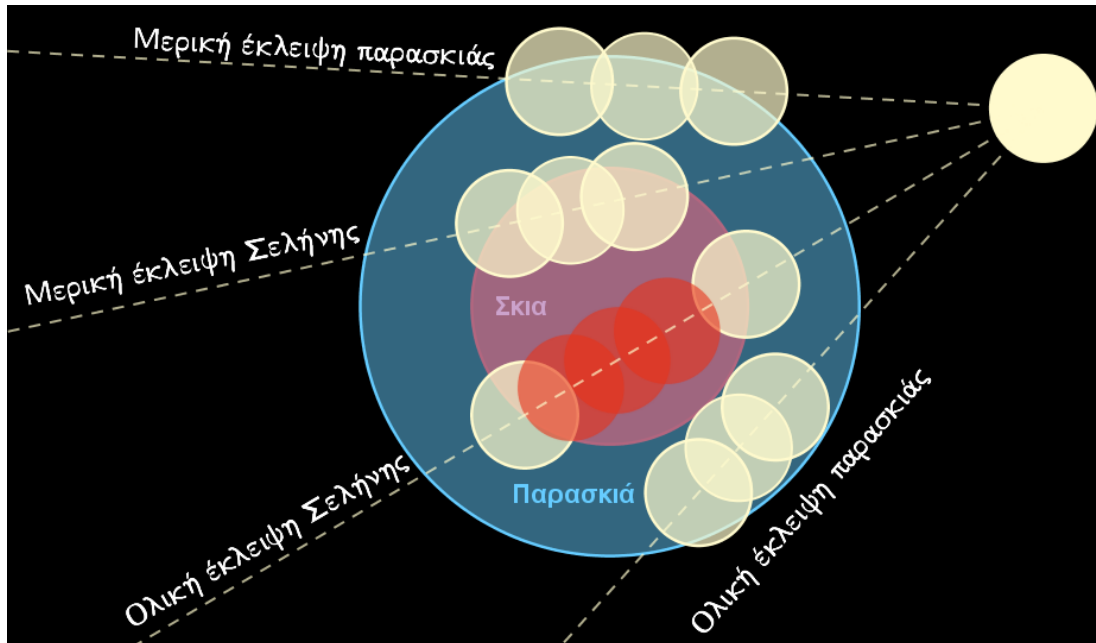 Μερική έκλειψη παρασκιάς
Μερική έκλειψη Σελήνης
Σκια
Παρασκιά
Ολική έκλειψη Σελήνης
Ολική έκλειψη παρασκιάς